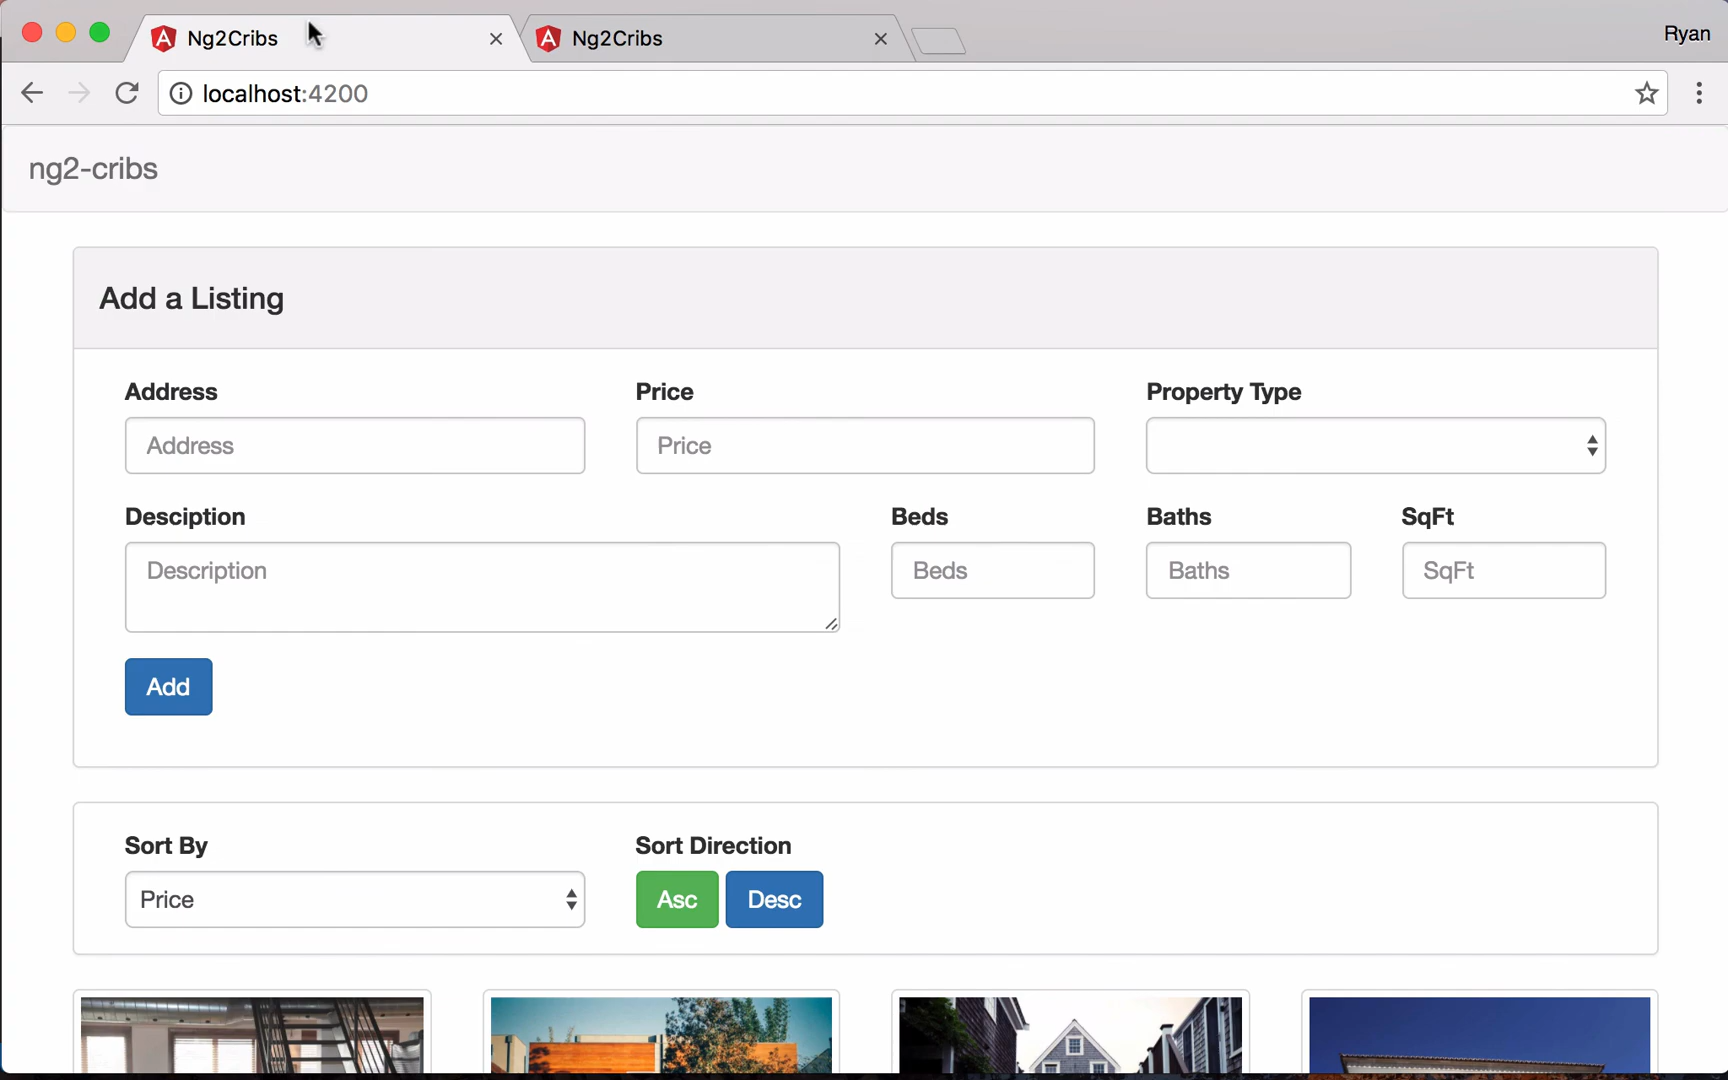 Ng2Cribs
Ng2Cribs
Ryan
localhost:4200
ng2-cribs
Add a Listing
Address
Price
Property Type
Address
Price
Desciption
Beds
Baths
SqFt
Description
Beds
Baths
SqFt
Add
Sort By
Sort Direction
Price
Asc
Desc